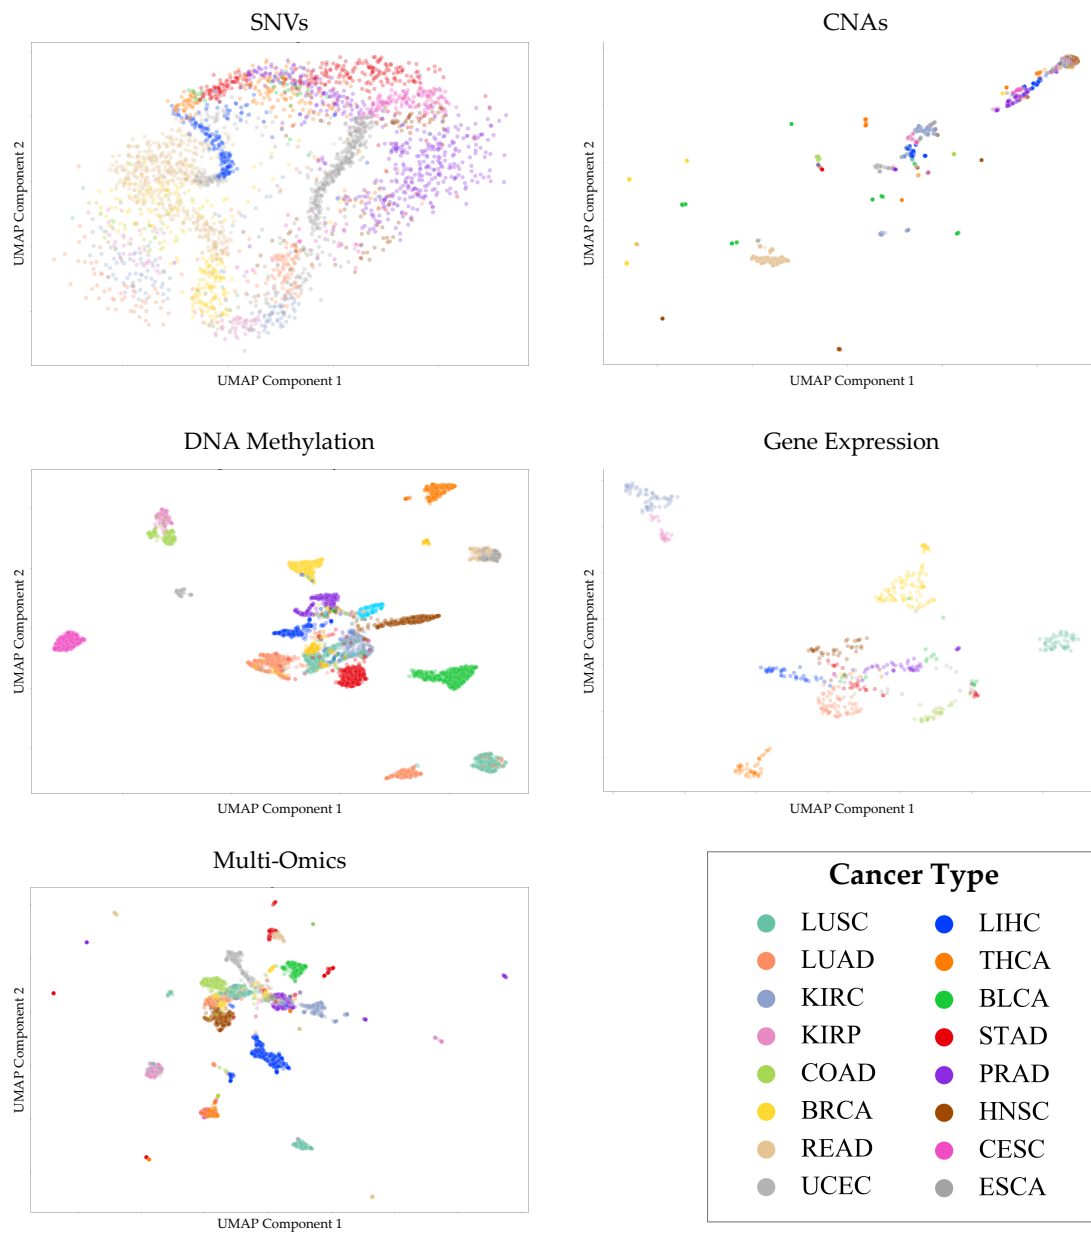 SNVs
CNAs
UMAP Component 2
UMAP Component 1
UMAP Component 2
UMAP Component 1
DNA Methylation
Gene Expression
UMAP Component 2
UMAP Component 1
UMAP Component 2
UMAP Component 1
Multi-Omics
UMAP Component 2
UMAP Component 1
Cancer Type
LUSC
LIHC
LUAD
THCA
KIRC
BLCA
KIRP
STAD
COAD
PRAD
BRCA
HNSC
READ
CESC
UCEC
ESCA